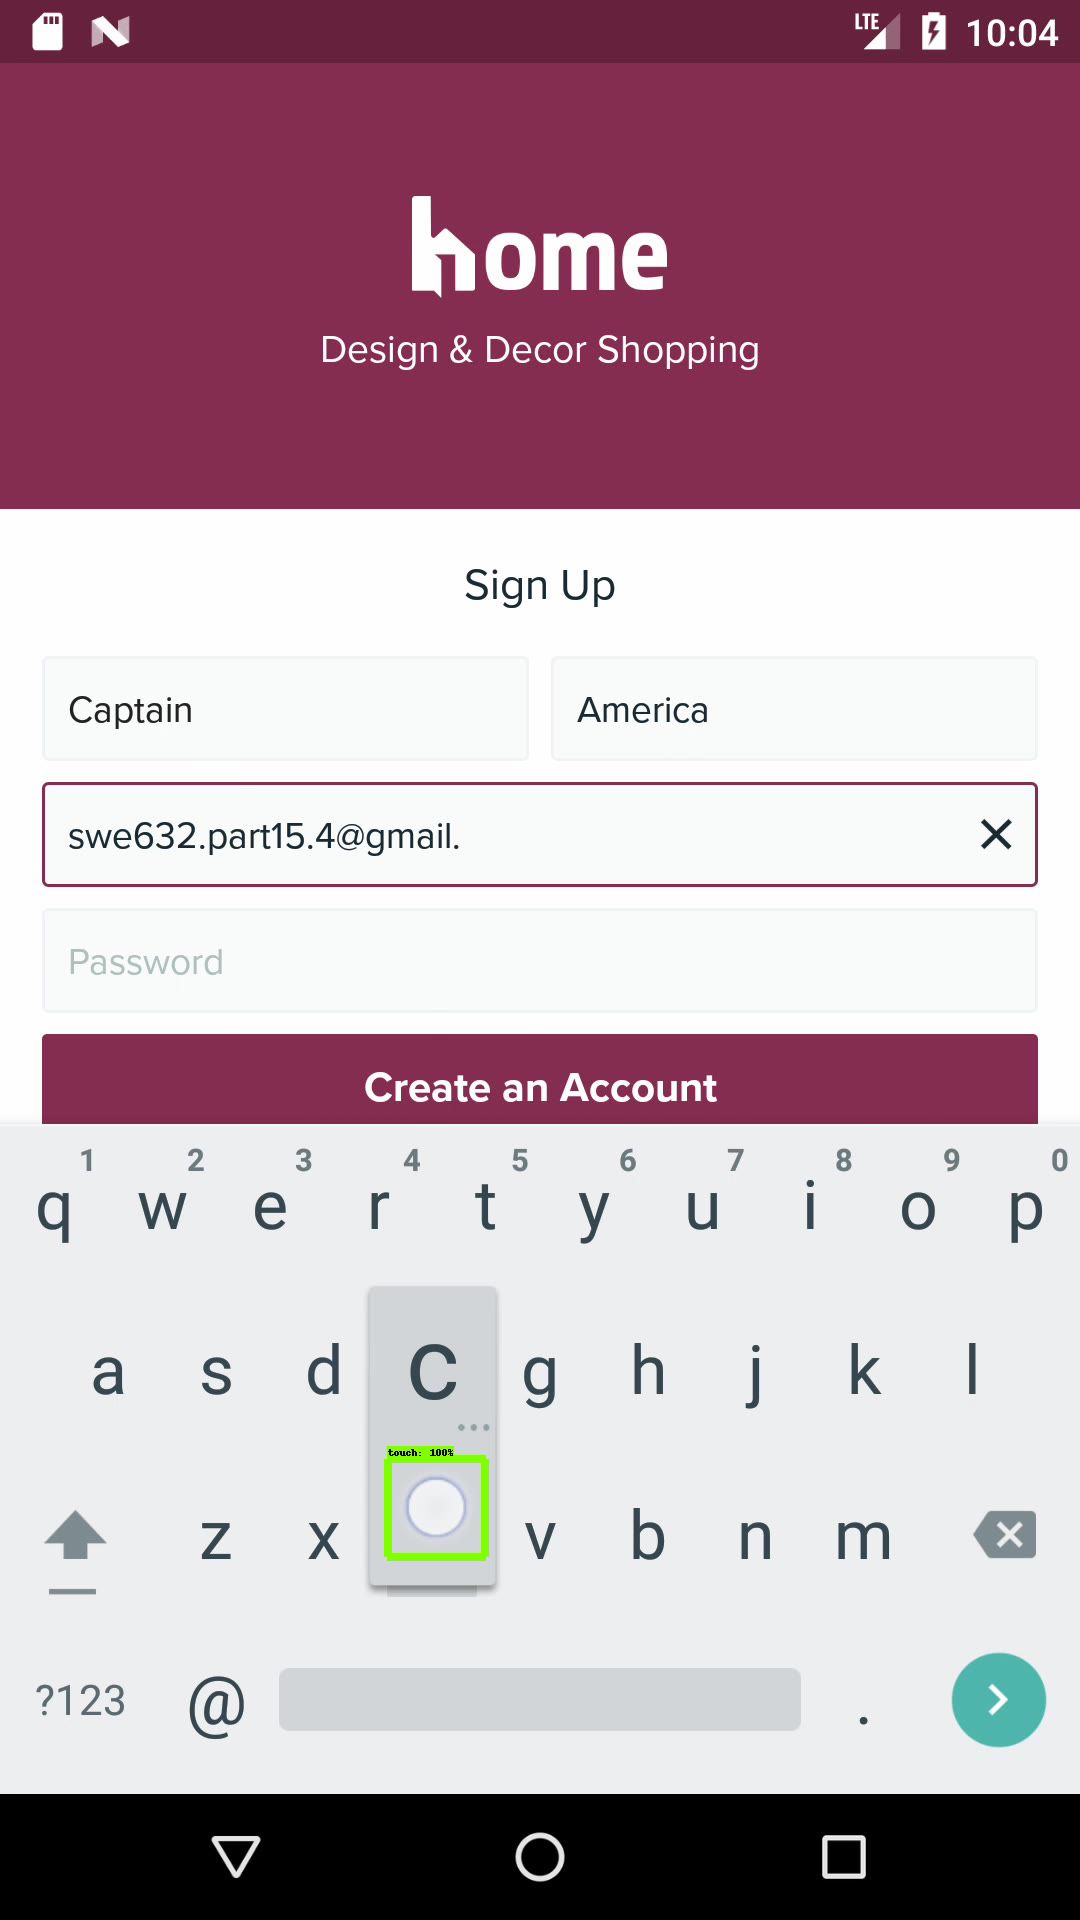 LTE 10:04
home
Design & Decor Shopping
Sign Up
Captain America
swe632.part15.4@gmail.
Password
Create an Account
1 2 3 4 5 6 7 8 9 0
q w e r t y u i o p
a s d c g h j k l
touch: 100%
z x v b n m
?123 @ .